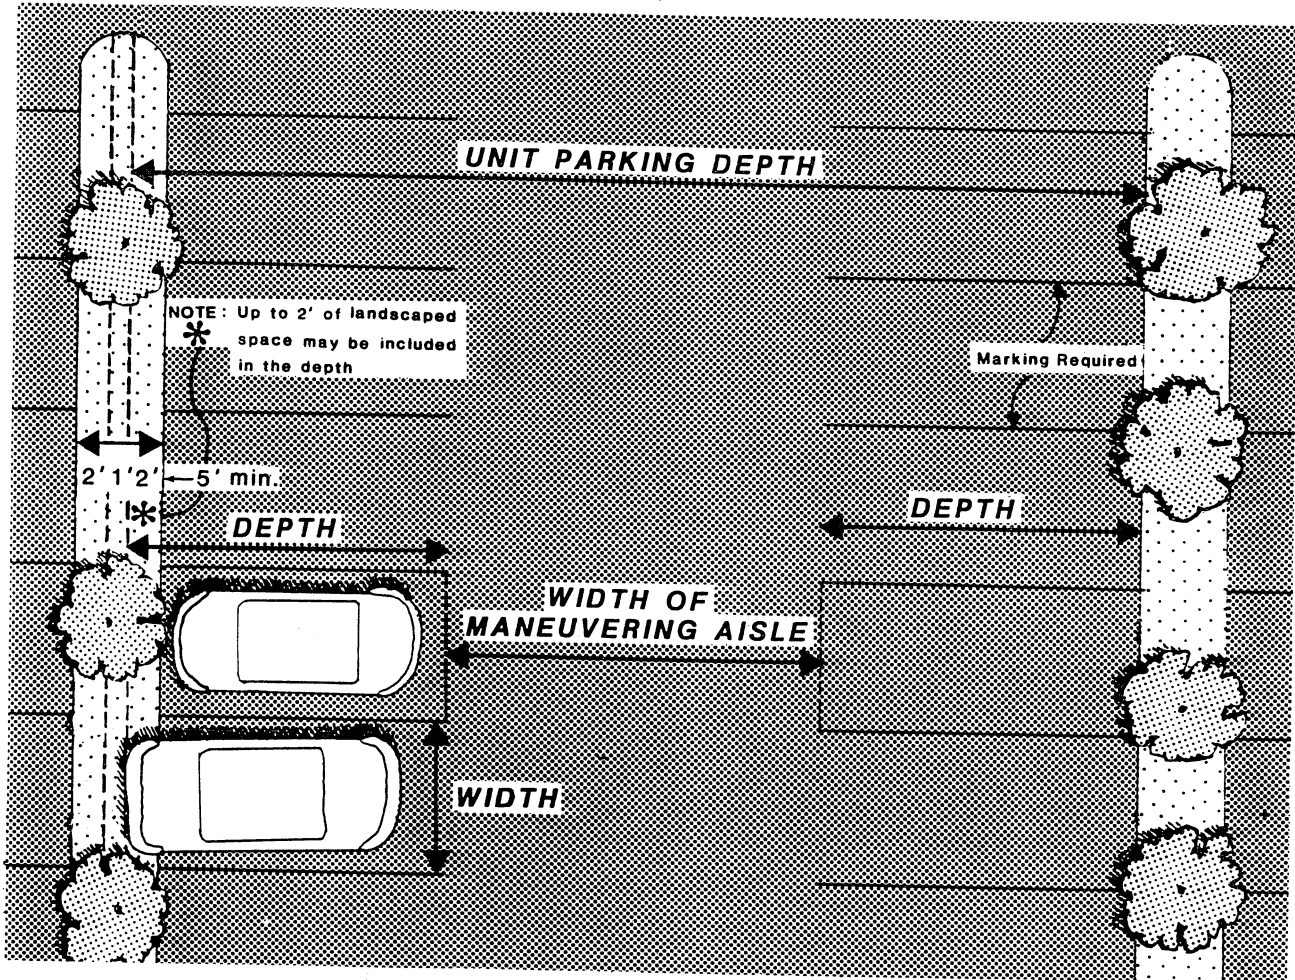 UNIT PARKING DEPTH
NOTE: Up to 2' of landscaped
* space may be included
in the depth
Marking Required
2' 1' 2' 5' min.
*
DEPTH
DEPTH
WIDTH OF
MANEUVERING AISLE
WIDTH